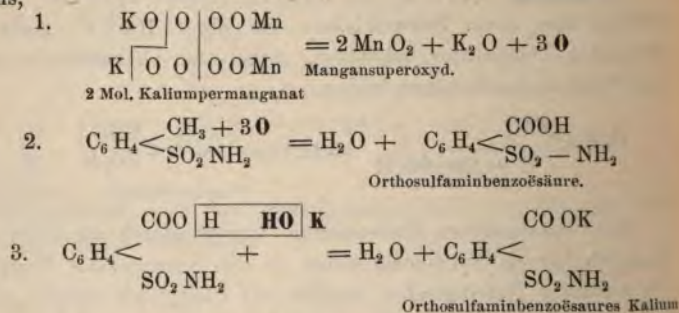 is,
1. K O O O O Mn
K O O O O Mn = 2 Mn O₂ + K₂ O + 3 O
Mangansuperoxyd.
2 Mol. Kaliumpermanganat
2. C₆ H₄< CH₃ + 3 O = H₂ O + C₆ H₄< COOH
SO₂ NH₂ SO₂ — NH₂
Orthosulfaminbenzoësäure.
COO H HO K CO OK
3. C₆ H₄< + = H₂ O + C₆ H₄<
SO₂ NH₂ SO₂ NH₂
Orthosulfaminbenzoësaures Kalium